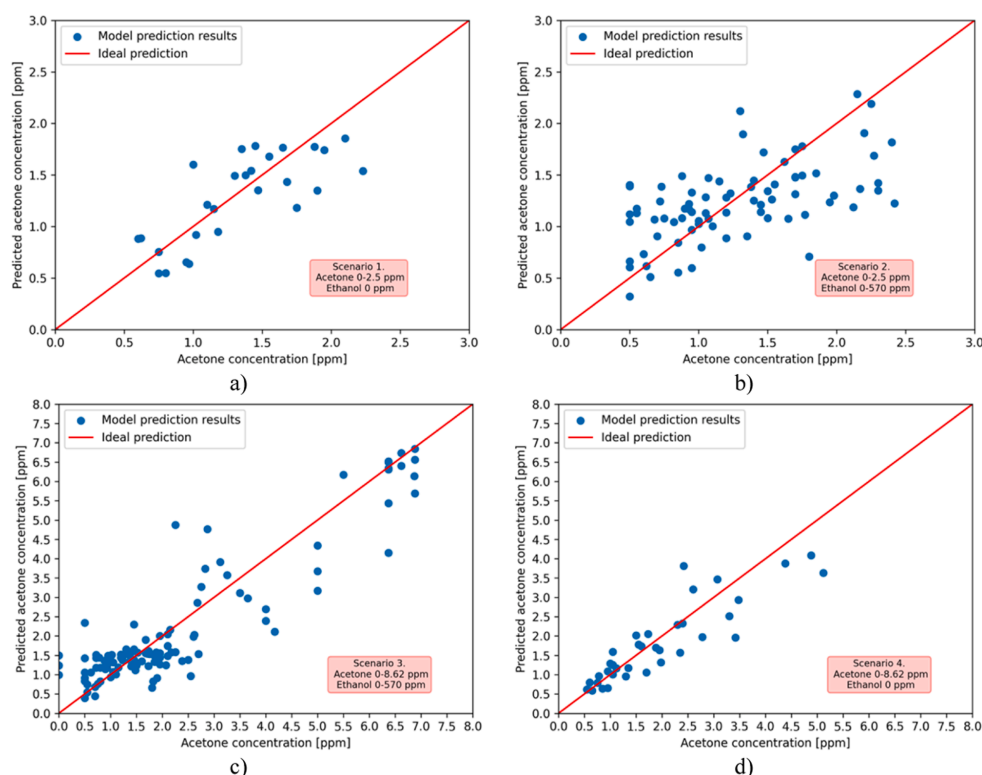 3.0
2.5
2.0
1.5
1.0
0.5
0.0
Predicted acetone concentration [ppm]
Model prediction results
Ideal prediction
Scenario 1.
Acetone 0-2.5 ppm
Ethanol 0 ppm
0.0 0.5 1.0 1.5 2.0 2.5 3.0
Acetone concentration [ppm]
a)
3.0
2.5
2.0
1.5
1.0
0.5
0.0
Predicted acetone concentration [ppm]
Model prediction results
Ideal prediction
Scenario 2.
Acetone 0-2.5 ppm
Ethanol 0-570 ppm
0.0 0.5 1.0 1.5 2.0 2.5 3.0
Acetone concentration [ppm]
b)
8.0
7.5
7.0
6.5
6.0
5.5
5.0
4.5
4.0
3.5
3.0
2.5
2.0
1.5
1.0
0.5
0.0
Predicted acetone concentration [ppm]
Model prediction results
Ideal prediction
Scenario 3.
Acetone 0-8.62 ppm
Ethanol 0-570 ppm
0.0 0.5 1.0 1.5 2.0 2.5 3.0 3.5 4.0 4.5 5.0 5.5 6.0 6.5 7.0 7.5 8.0
Acetone concentration [ppm]
c)
8.0
7.5
7.0
6.5
6.0
5.5
5.0
4.5
4.0
3.5
3.0
2.5
2.0
1.5
1.0
0.5
0.0
Predicted acetone concentration [ppm]
Model prediction results
Ideal prediction
Scenario 4.
Acetone 0-8.62 ppm
Ethanol 0 ppm
0.0 0.5 1.0 1.5 2.0 2.5 3.0 3.5 4.0 4.5 5.0 5.5 6.0 6.5 7.0 7.5 8.0
Acetone concentration [ppm]
d)